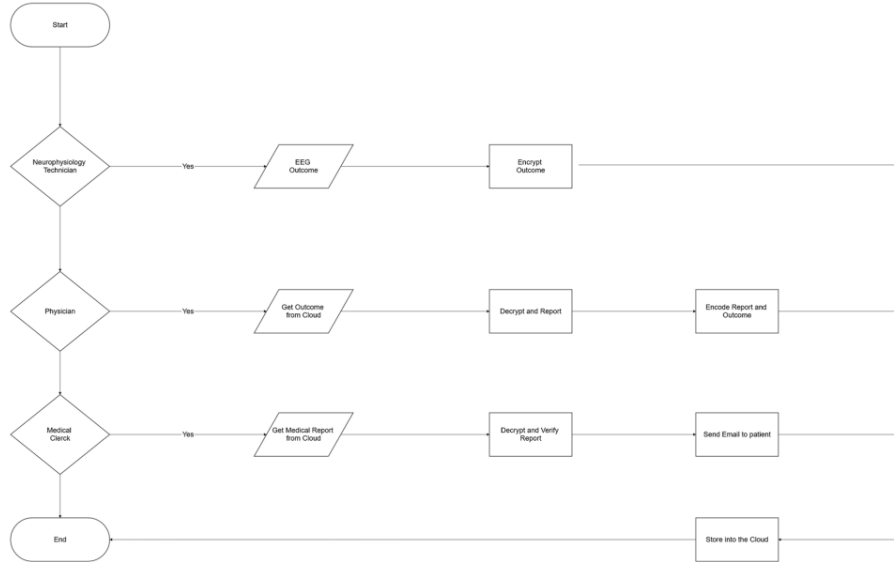 Start
Neurophysiology
Technician
Yes
EEG
Outcome
Encrypt
Outcome
Physician
Yes
Get Outcome
from Cloud
Decrypt and Report
Encode Report and
Outcome
Medical
Clerck
Yes
Get Medical Report
from Cloud
Decrypt and Verify
Report
Send Email to patient
End
Store into the Cloud